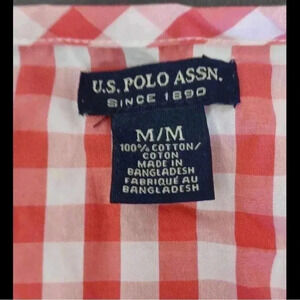 U.S. POLO ASSN.
SINCE 1890
M/M
100% COTTON/
COTON
MADE IN
BANGLADESH
FABRIQUÉ AU
BANGLADESH